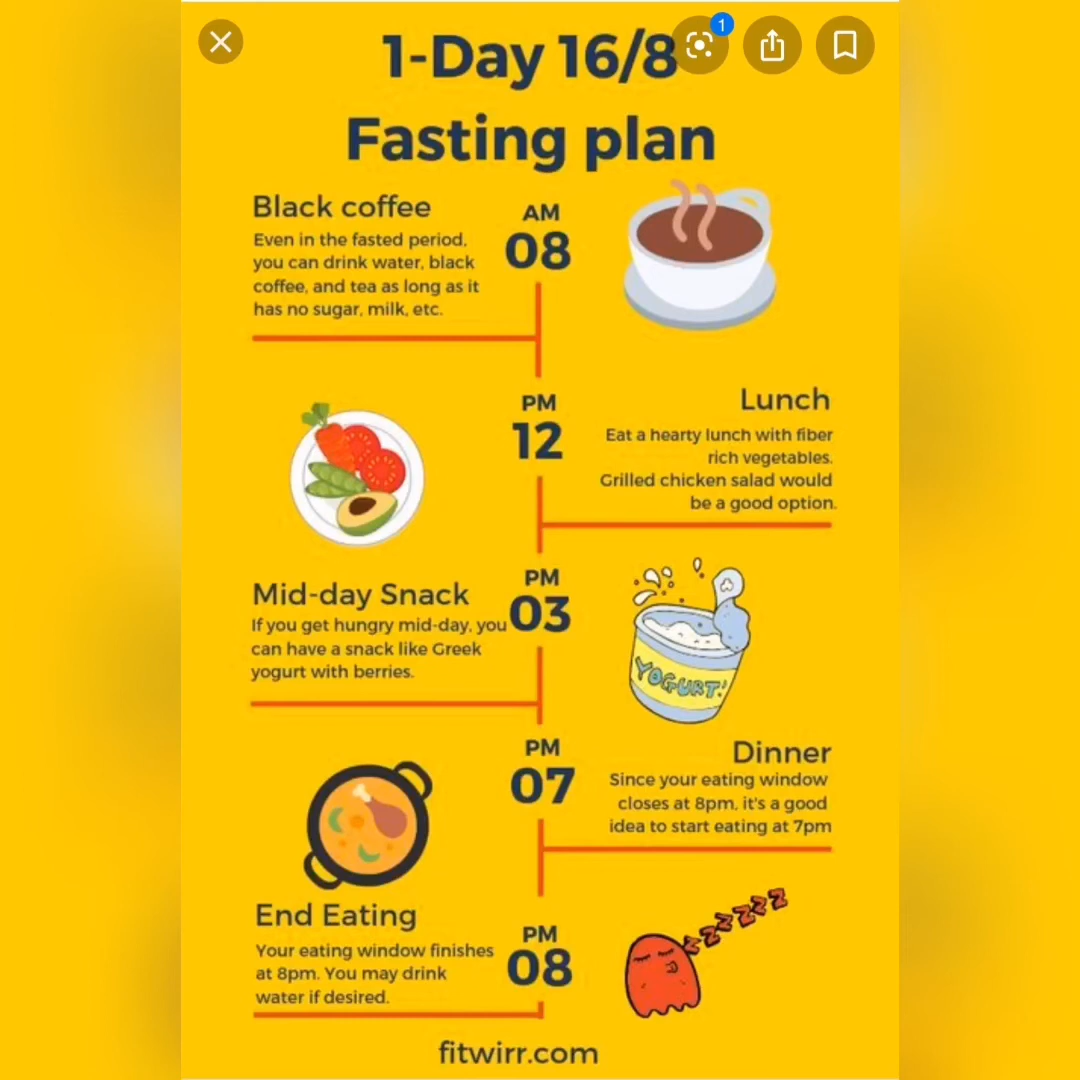 1
1-Day 16/8
Fasting plan
Black coffee
Even in the fasted period,
you can drink water, black
coffee, and tea as long as it
has no sugar, milk, etc.
AM
08
PM
12
Lunch
Eat a hearty lunch with fiber
rich vegetables.
Grilled chicken salad would
be a good option.
Mid-day Snack
If you get hungry mid-day, you
can have a snack like Greek
yogurt with berries.
PM
03
YOGURT!
PM
07
Dinner
Since your eating window
closes at 8pm, it's a good
idea to start eating at 7pm
End Eating
Your eating window finishes
at 8pm. You may drink
water if desired.
PM
08
zzzzzz
fitwirr.com